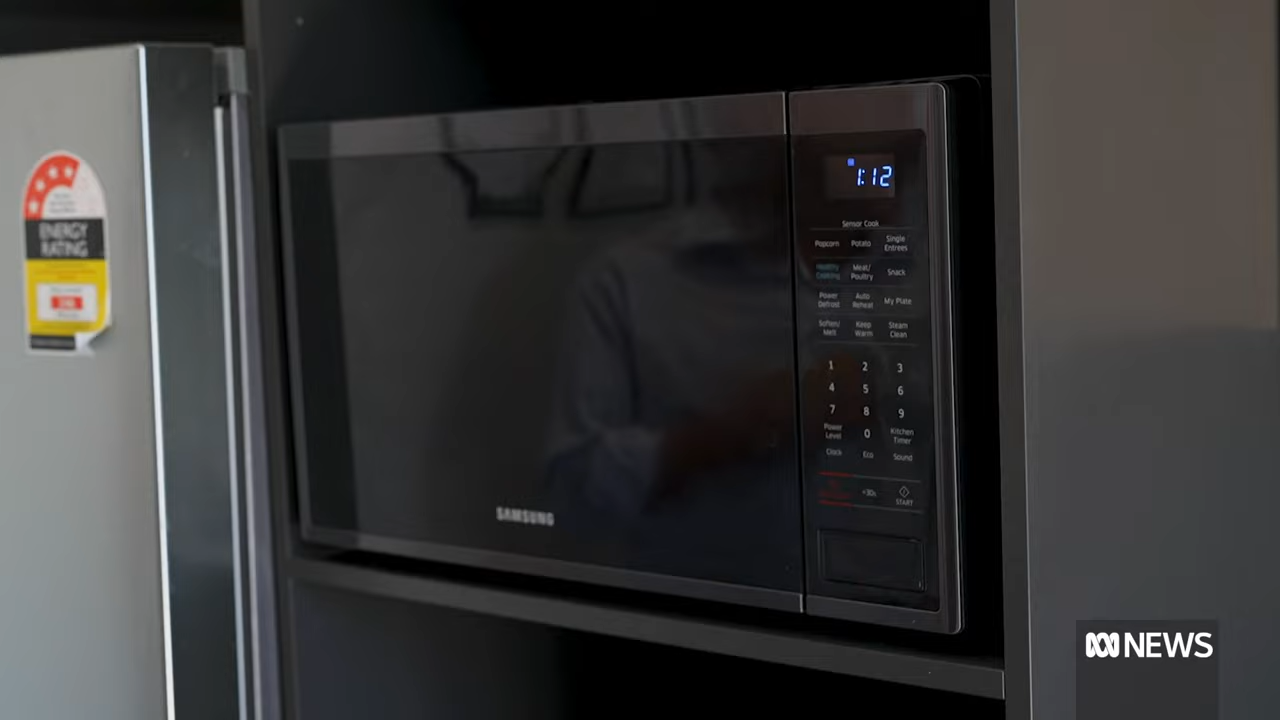 ENERGY
RATING
1:12
Sensor Cook
Popcorn
Potato
Single
Entrees
Healthy
Cooking
Meat/
Poultry
Snack
Power
Defrost
Auto
Reheat
My Plate
Soften/
Melt
Keep
Warm
Steam
Clean
1 2 3
4 5 6
7 8 9
Power
Level
0
Kitchen
Timer
Clock
Eco
Sound
+30s
START
SAMSUNG
NEWS